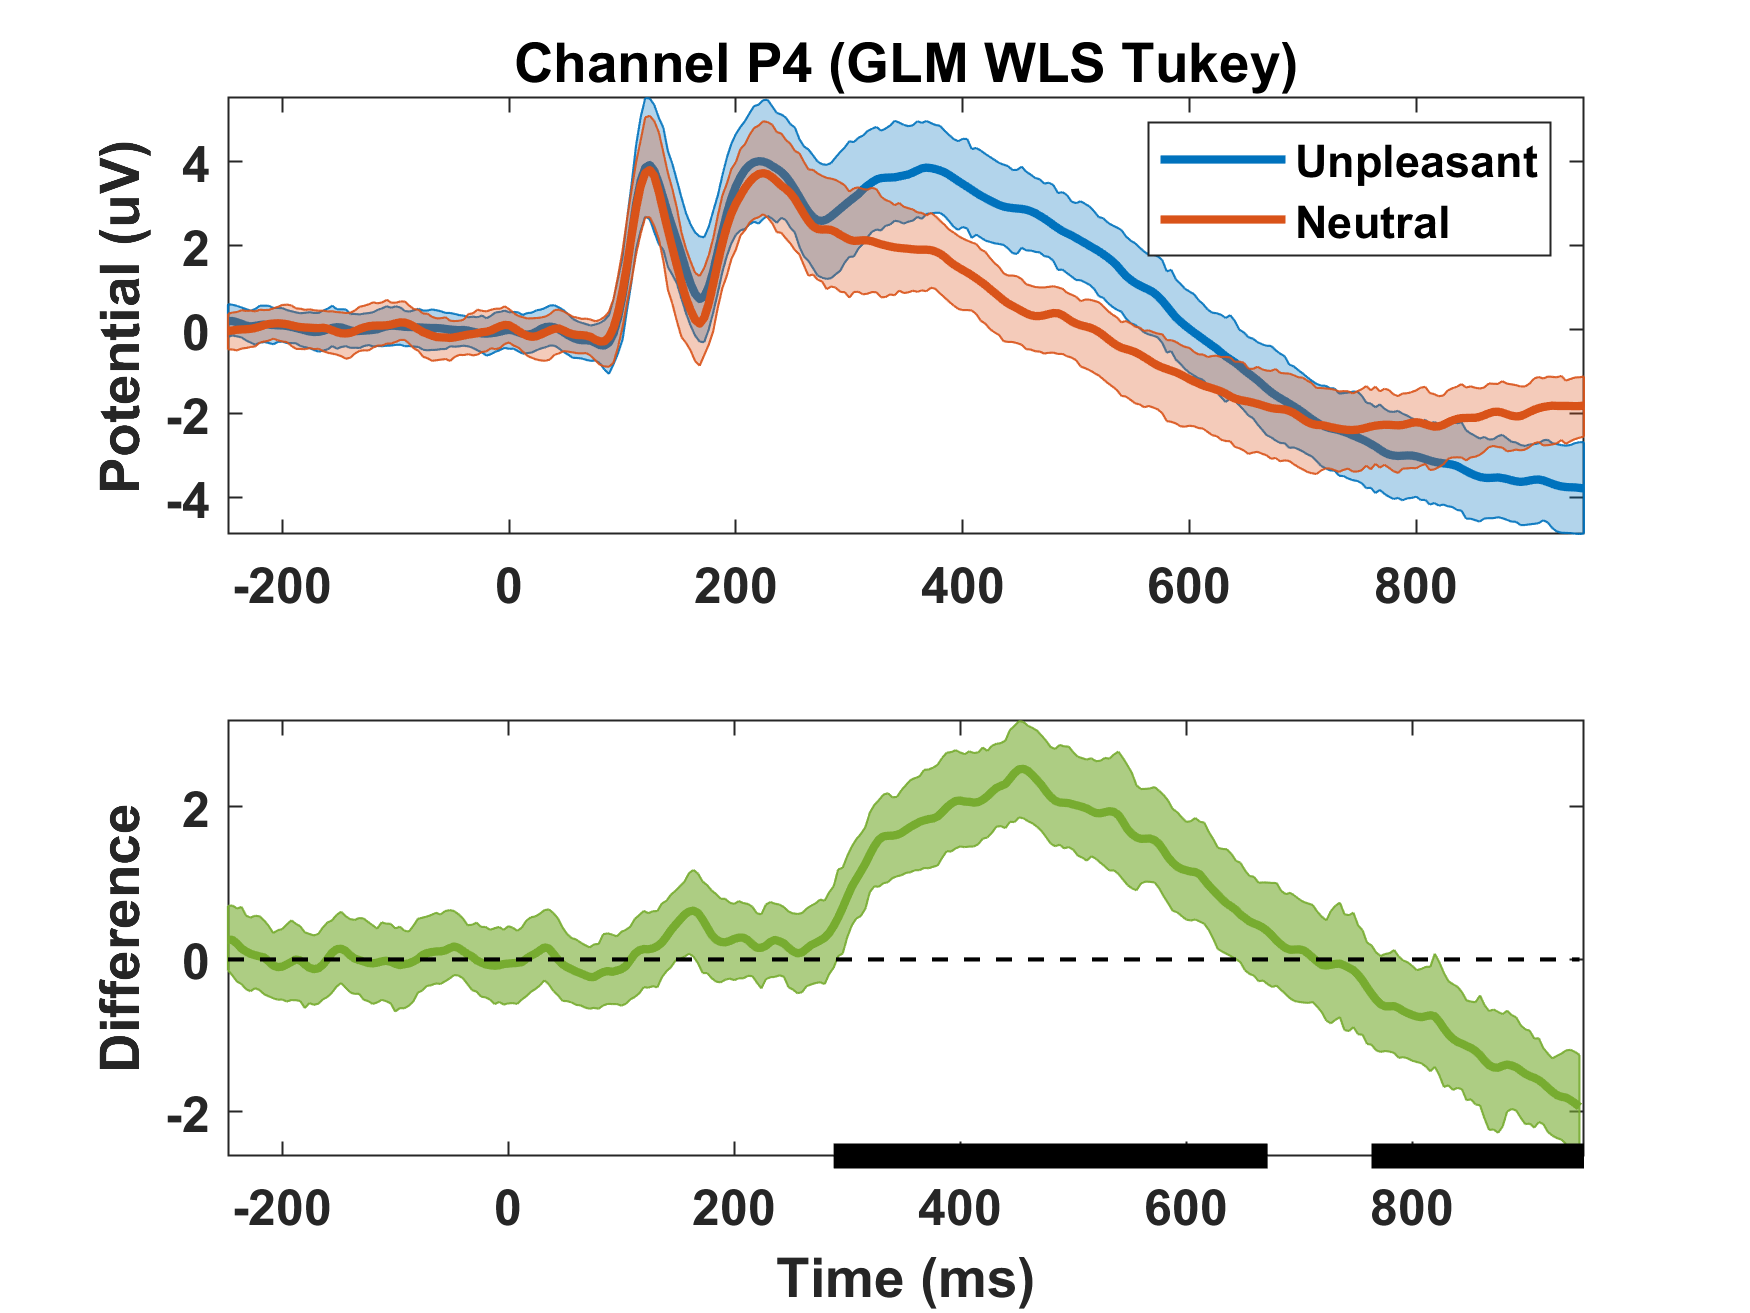 Channel P4 (GLM WLS Tukey)
Potential (uV)
4
2
0
-2
-4
Unpleasant
Neutral
-200 0 200 400 600 800
Difference
2
0
-2
-200 0 200 400 600 800
Time (ms)